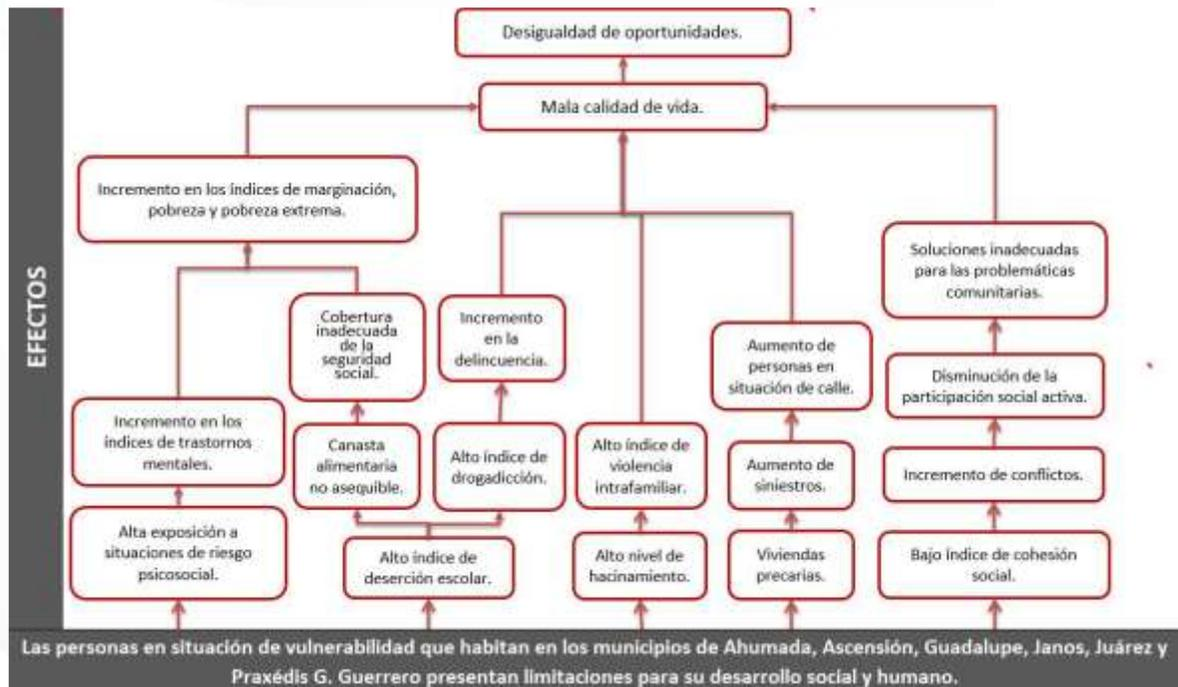 Desigualdad de oportunidades.
Mala calidad de vida.
Incremento en los índices de marginación,
pobreza y pobreza extrema.
Soluciones inadecuadas
para las problemáticas
comunitarias.
EFECTOS
Cobertura
inadecuada
de la
seguridad
social.
Incremento
en la
delincuencia.
Aumento de
personas en
situación de calle.
Disminución de la
participación social activa.
Incremento en los
índices de trastornos
mentales.
Canasta
alimentaria
no asequible.
Alto índice de
drogadicción.
Alto índice de
violencia
intrafamiliar.
Aumento de
siniestros.
Incremento de conflictos.
Alta exposición a
situaciones de riesgo
psicosocial.
Alto índice de
deserción escolar.
Alto nivel de
hacinamiento.
Viviendas
precarias.
Bajo índice de cohesión
social.
Las personas en situación de vulnerabilidad que habitan en los municipios de Ahumada, Ascensión, Guadalupe, Janos, Juárez y
Praxédis G. Guerrero presentan limitaciones para su desarrollo social y humano.